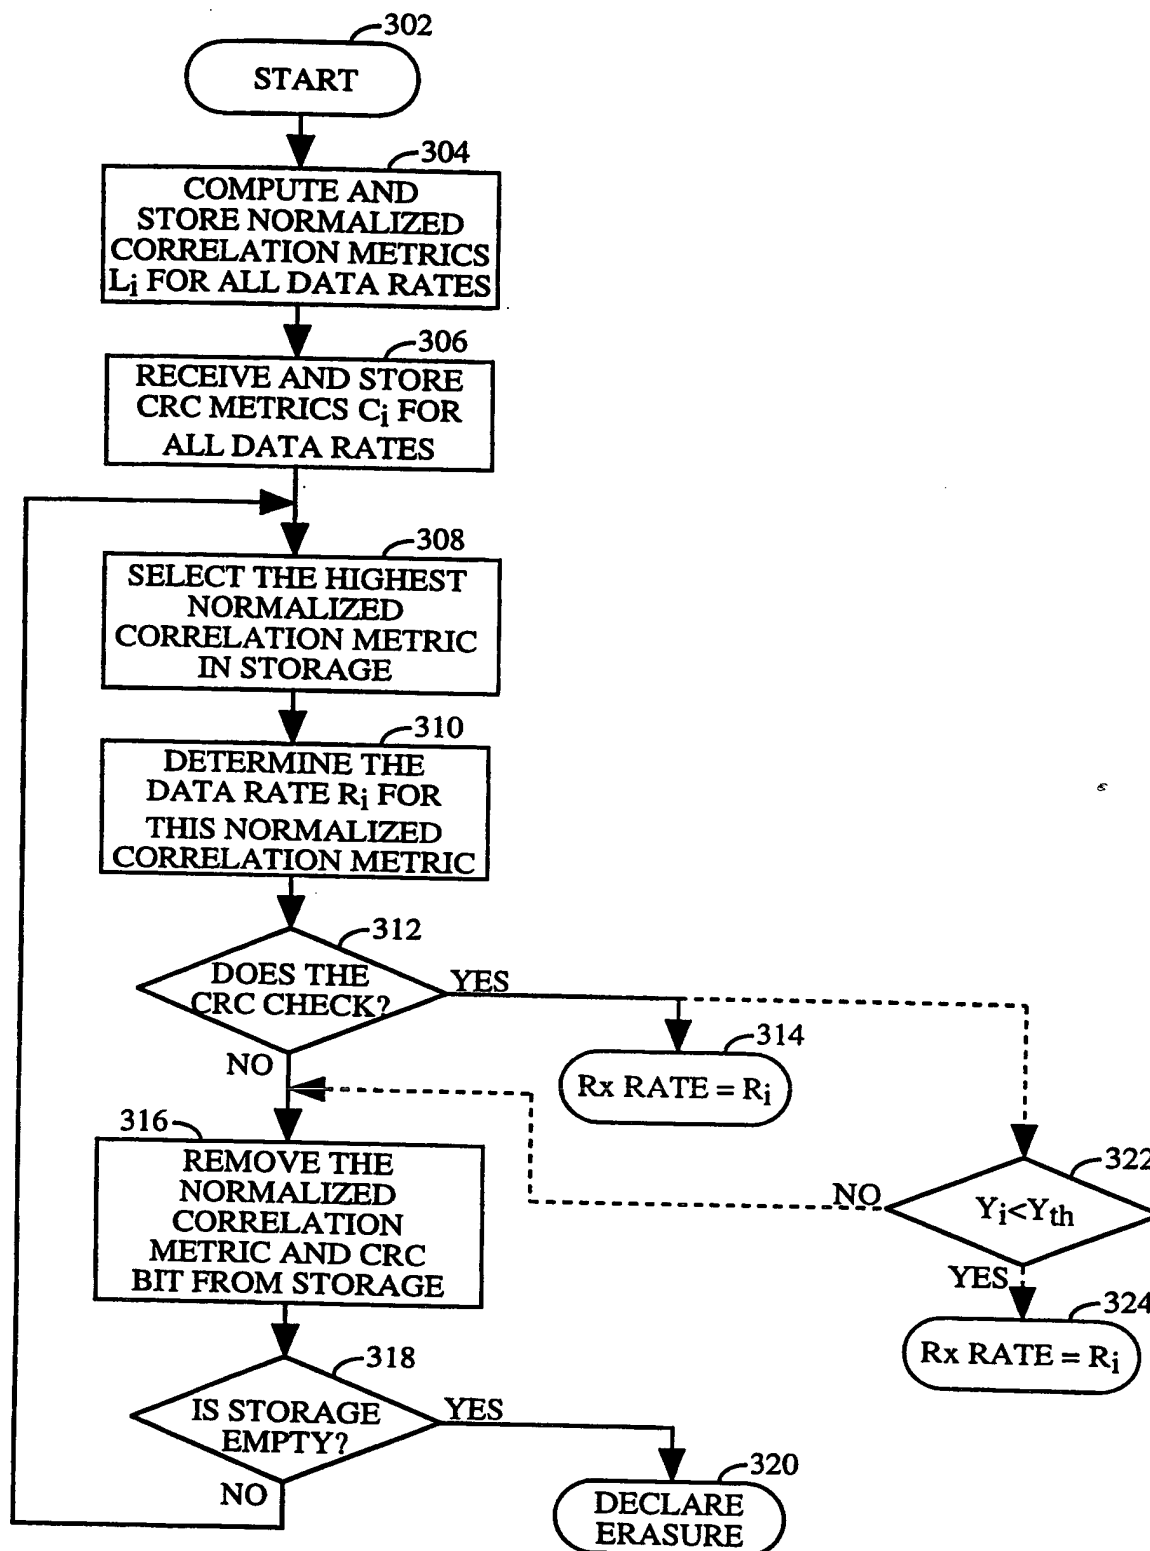 302
START
304
COMPUTE AND
STORE NORMALIZED
CORRELATION METRICS
Li FOR ALL DATA RATES
306
RECEIVE AND STORE
CRC METRICS Ci FOR
ALL DATA RATES
308
SELECT THE HIGHEST
NORMALIZED
CORRELATION METRIC
IN STORAGE
310
DETERMINE THE
DATA RATE Ri FOR
THIS NORMALIZED
CORRELATION METRIC
312
DOES THE
CRC CHECK?
YES
NO
314
Rx RATE = Ri
316
REMOVE THE
NORMALIZED
CORRELATION
METRIC AND CRC
BIT FROM STORAGE
322
Yi<Yth
NO
YES
324
Rx RATE = Ri
318
IS STORAGE
EMPTY?
YES
NO
320
DECLARE
ERASURE